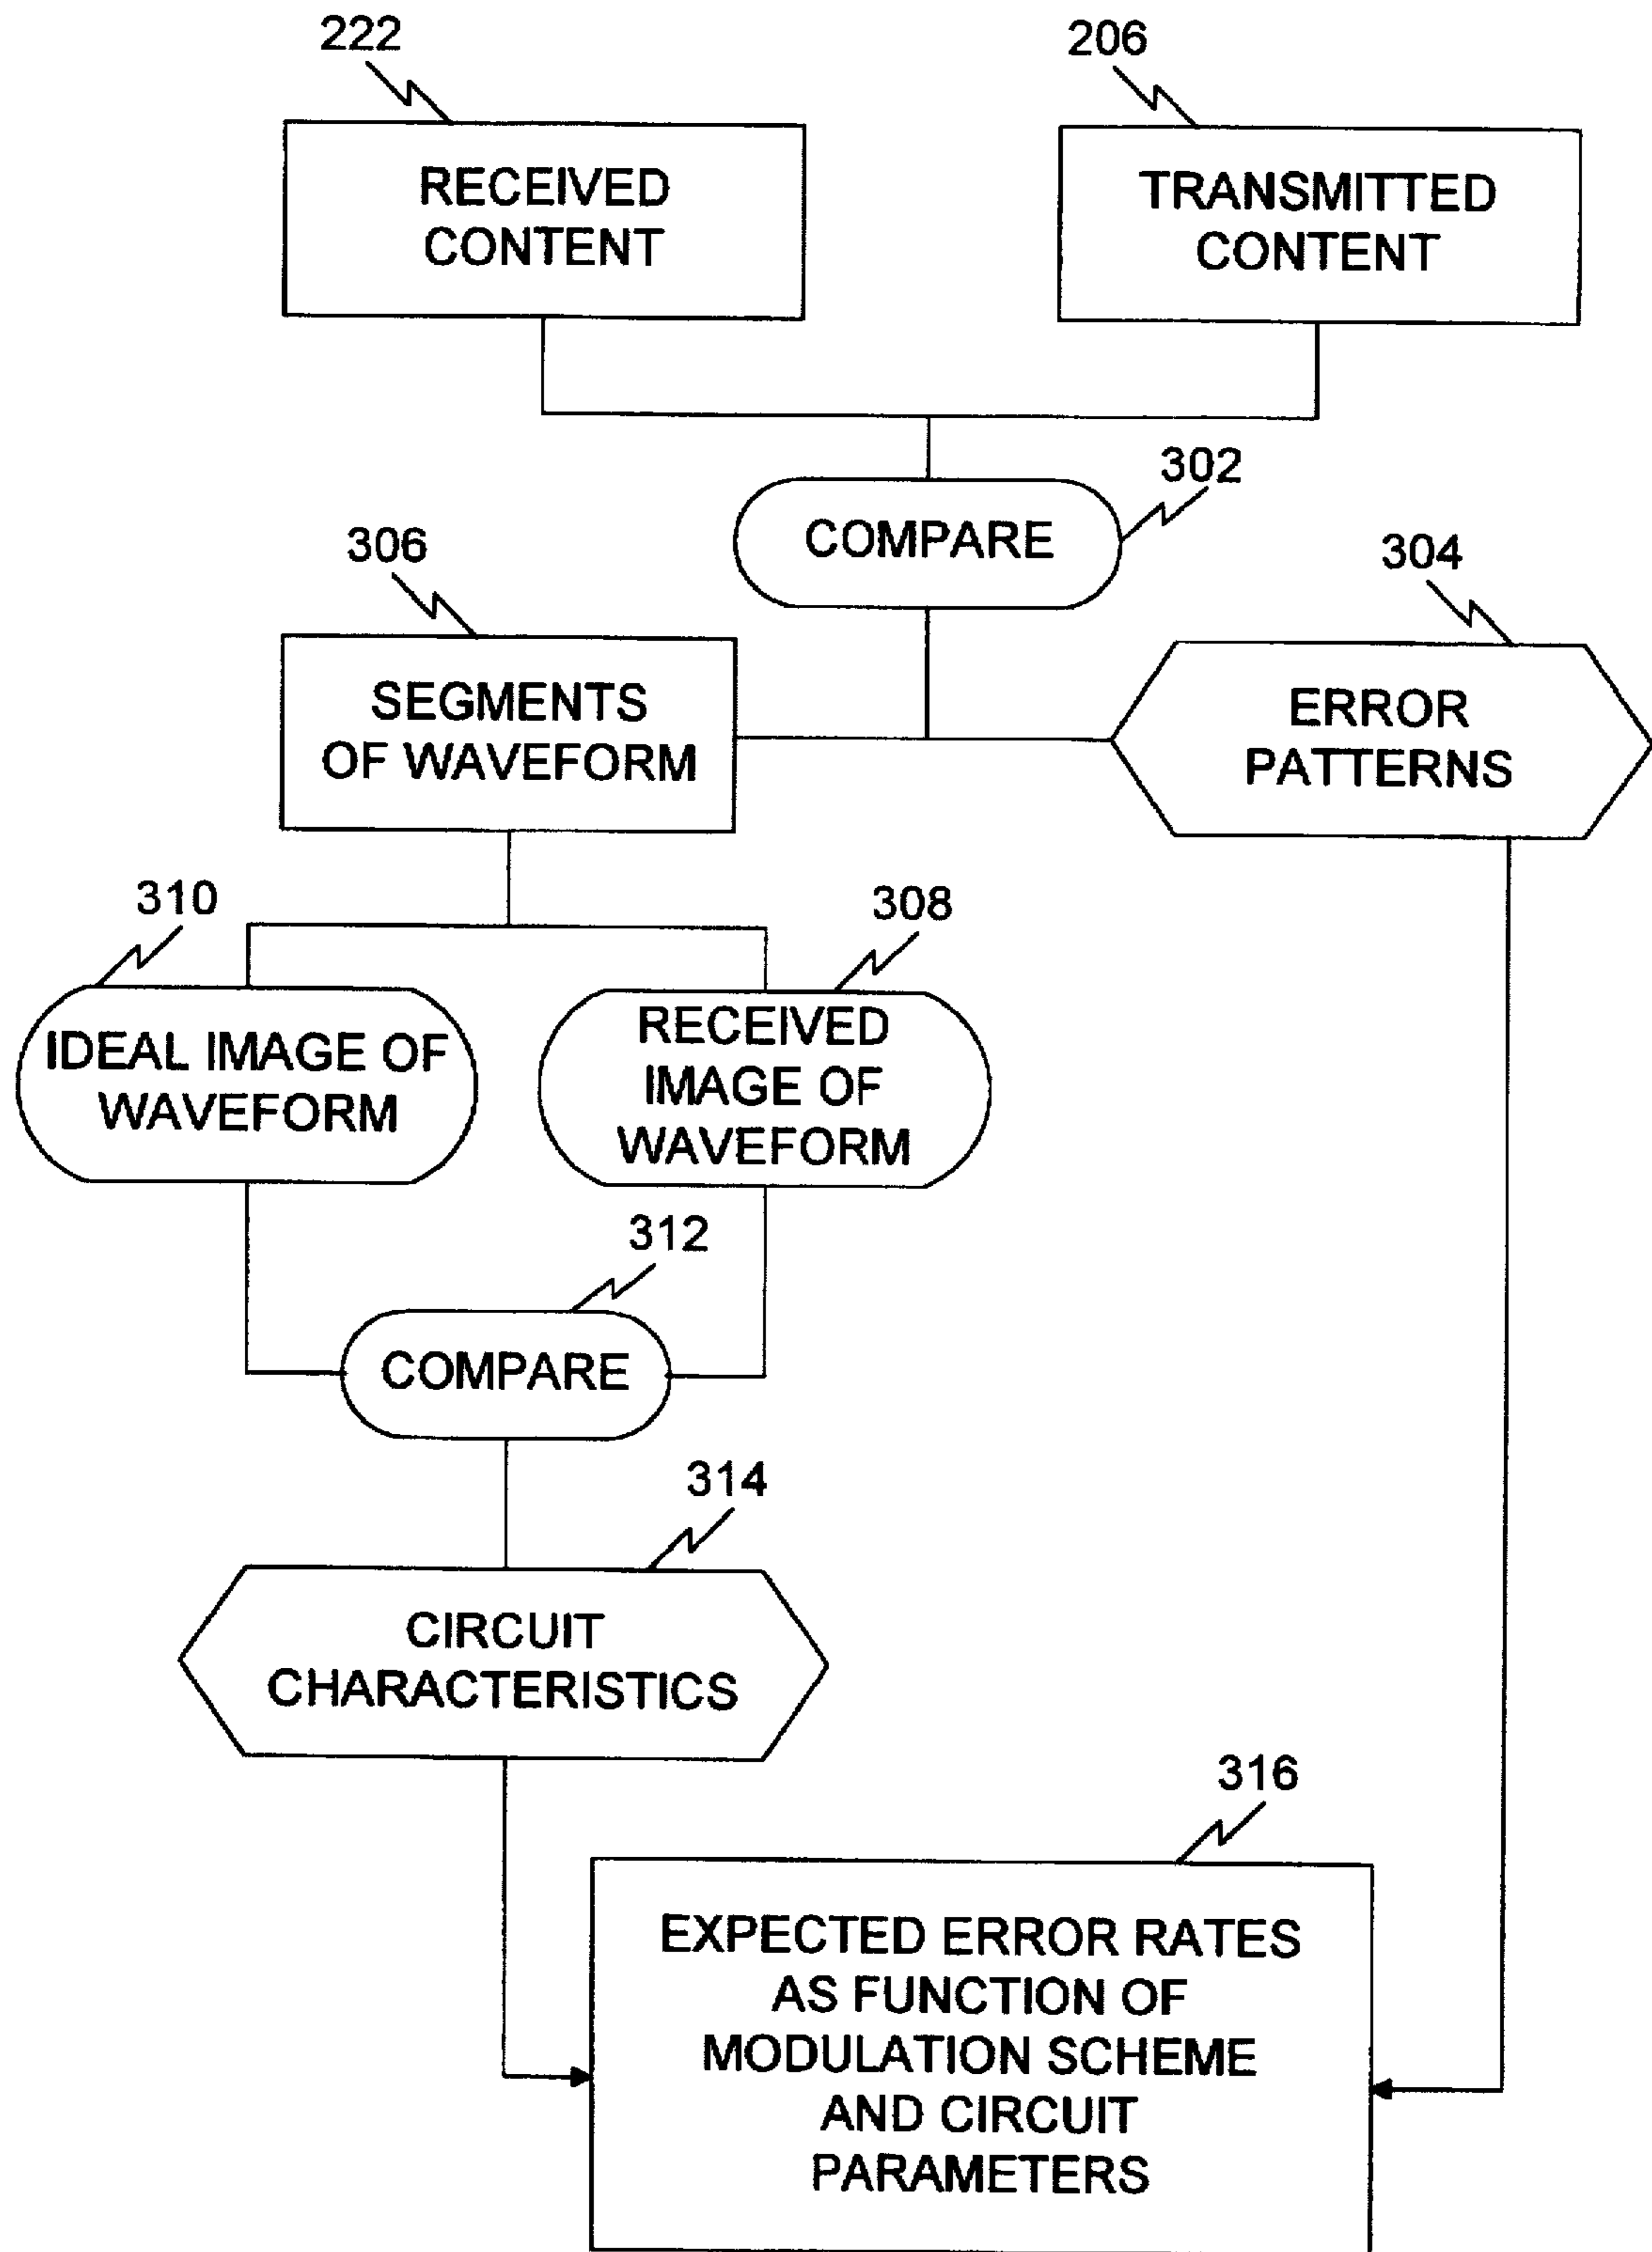 222
206
RECEIVED
CONTENT
TRANSMITTED
CONTENT
302
COMPARE
306
304
SEGMENTS
OF WAVEFORM
ERROR
PATTERNS
310
308
IDEAL IMAGE OF
WAVEFORM
RECEIVED
IMAGE OF
WAVEFORM
312
COMPARE
314
CIRCUIT
CHARACTERISTICS
316
EXPECTED ERROR RATES
AS FUNCTION OF
MODULATION SCHEME
AND CIRCUIT
PARAMETERS